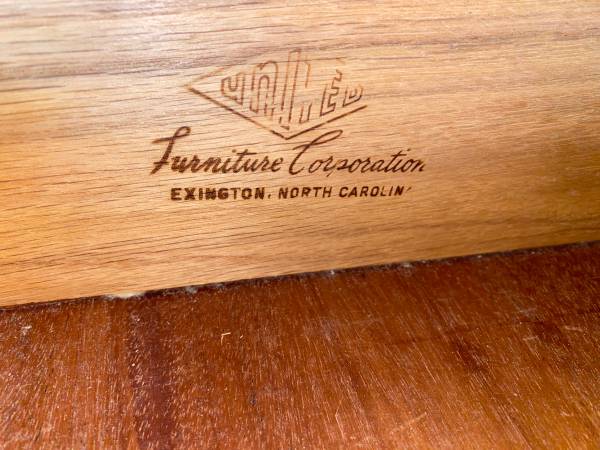 UNITED
Furniture Corporation
EXINGTON, NORTH CAROLIN